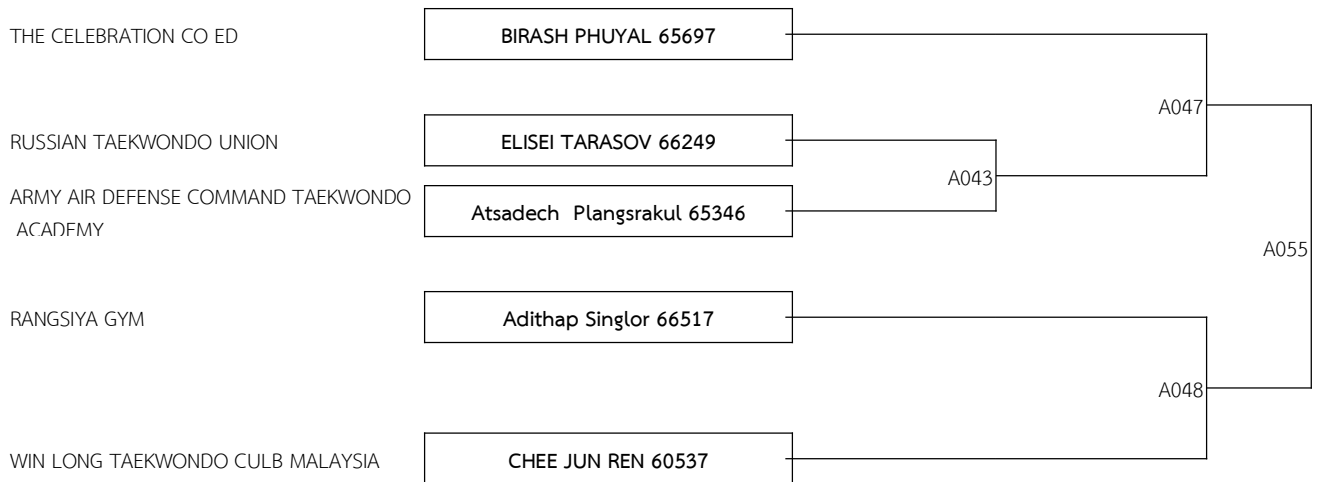 THE CELEBRATION CO ED
BIRASH PHUYAL 65697
A047
RUSSIAN TAEKWONDO UNION
ELISEI TARASOV 66249
A043
ARMY AIR DEFENSE COMMAND TAEKWONDO
ACADEMY
Atsadech Plangsrakul 65346
A055
RANGSIYA GYM
Adithap Singlor 66517
A048
WIN LONG TAEKWONDO CULB MALAYSIA
CHEE JUN REN 60537